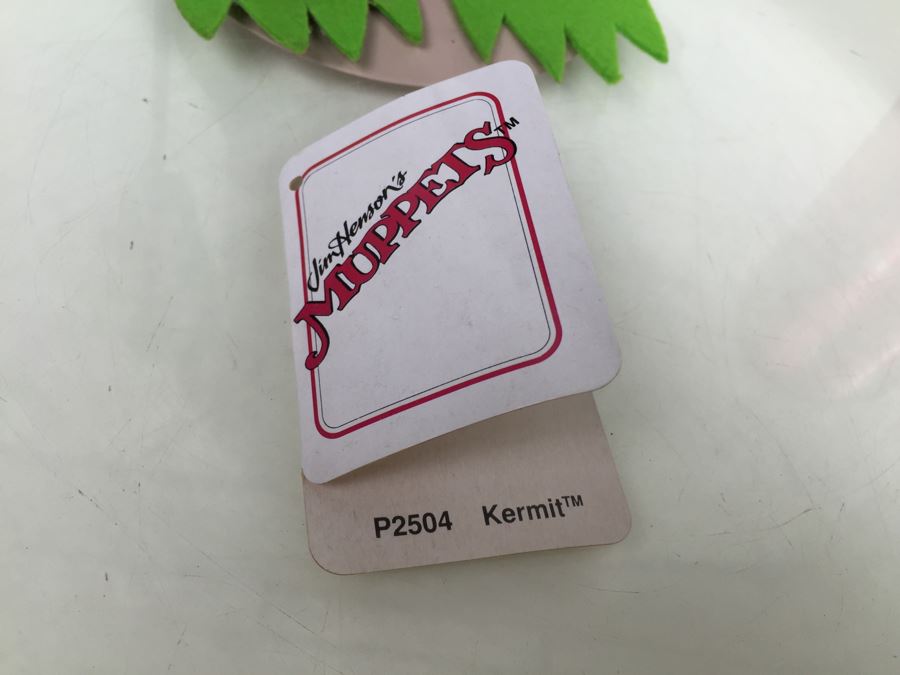 Jim Henson's
MUPPETS™
P2504 Kermit™